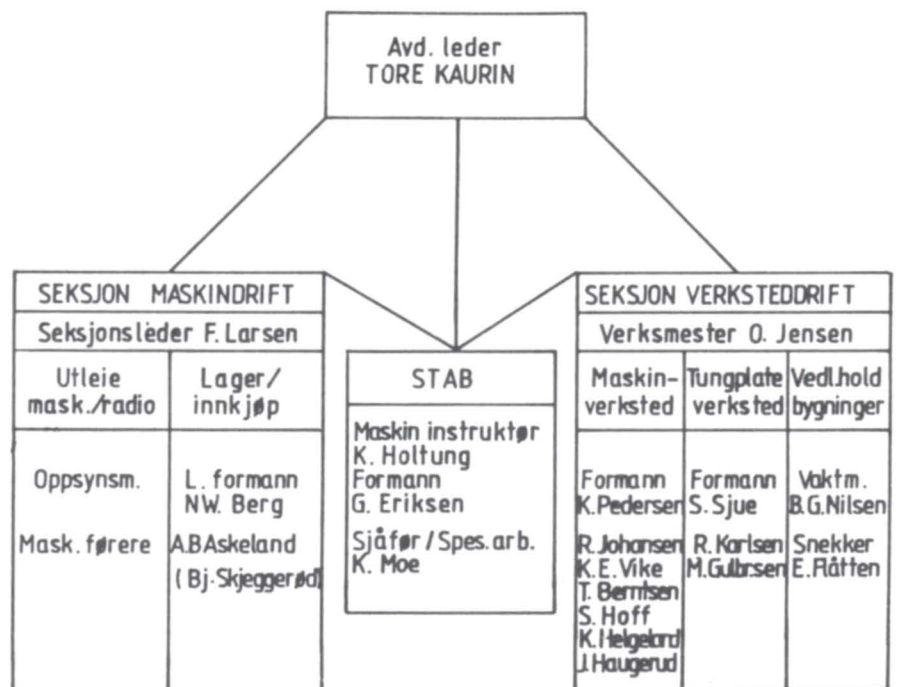 Avd. leder
TORE KAURIN
SEKSJON MASKINDRIFT
Seksjonsleder F. Larsen
Utleie
mask./radio
Oppsynsm.
Mask. førere
Lager/
innkjøp
L. formann
N.W. Berg
A.B Askeland
(Bj. Skjeggerød)
STAB
Maskin instruktør
K. Holtung
Formann
G. Eriksen
Sjåfør / Spes. arb.
K. Moe
SEKSJON VERKSTEDDRIFT
Verksmester O. Jensen
Maskin-
verksted
Formann
K. Pedersen
R. Johansen
K. E. Vike
T. Berntsen
S. Hoff
K. Helgeland
J. Haugerud
Tungplate
verksted
Formann
S. Sjue
R. Karlsen
M. Gulbr.sen
Vedl.hold
bygninger
Vaktm.
B.G. Nilsen
Snekker
E. Flåtten